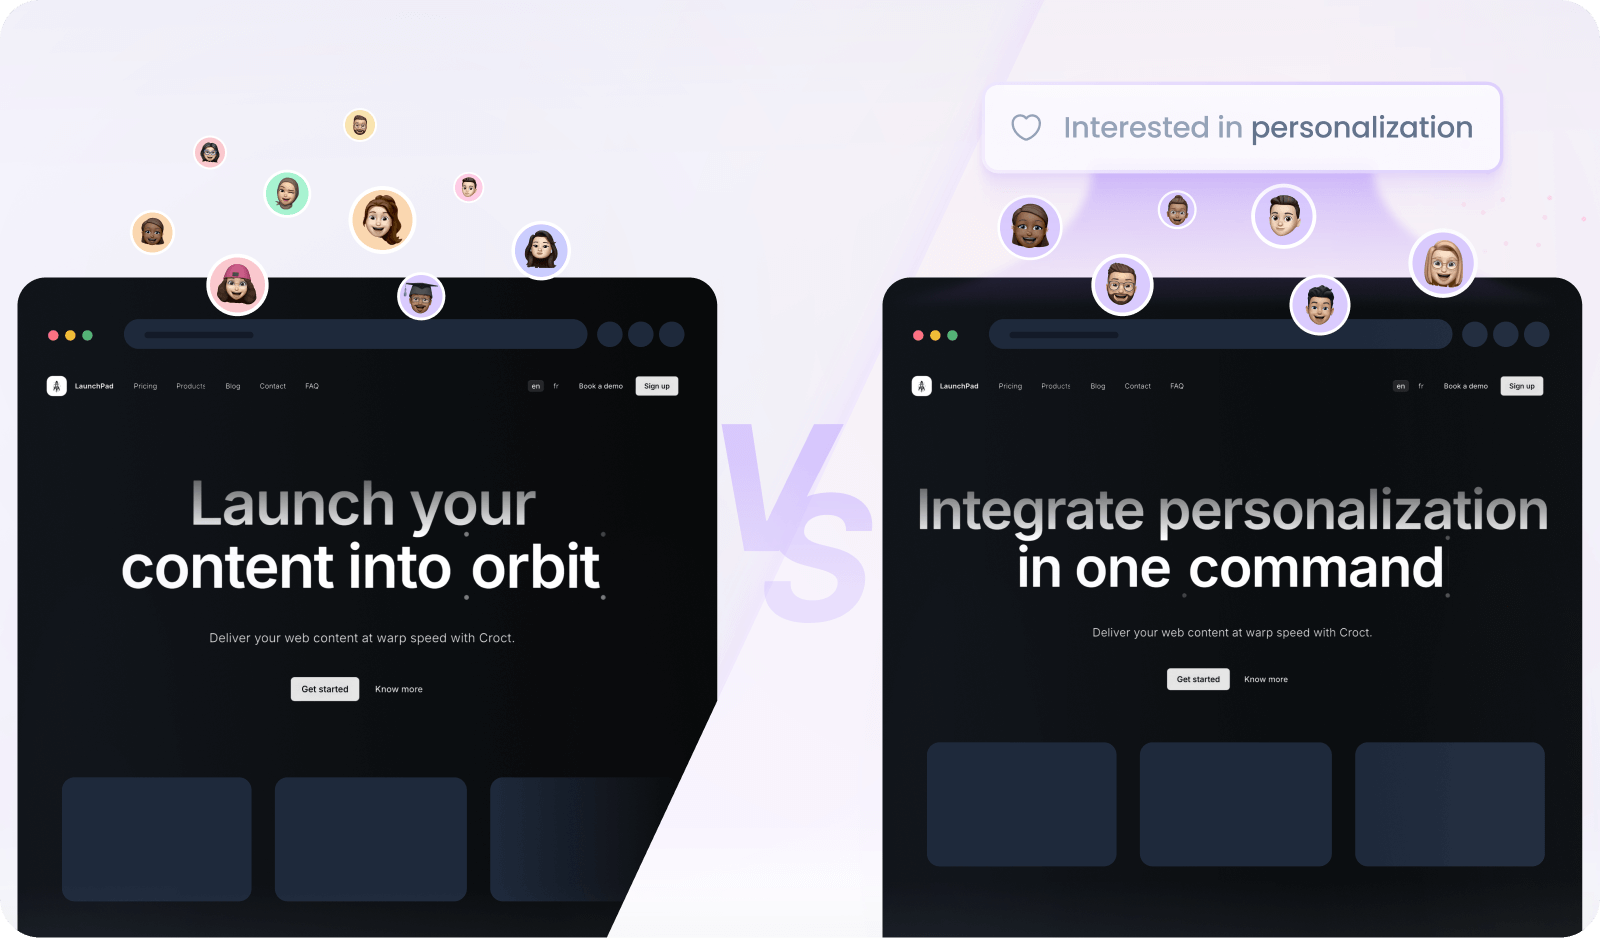 Interested in personalization
LaunchPad Pricing Products Blog Contact FAQ en fr Book a demo Sign up
Launch your
content into orbit
Deliver your web content at warp speed with Croct.
Get started Know more
VS
LaunchPad Pricing Products Blog Contact FAQ en fr Book a demo Sign up
Integrate personalization
in one command
Deliver your web content at warp speed with Croct.
Get started Know more